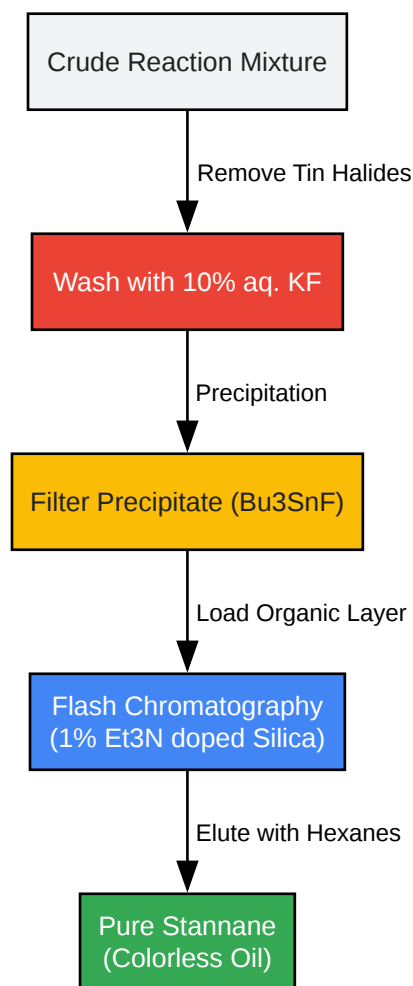 Crude Reaction Mixture
Remove Tin Halides
Wash with 10% aq. KF
Precipitation
Filter Precipitate (Bu3SnF)
Load Organic Layer
Flash Chromatography
(1% Et3N doped Silica)
Elute with Hexanes
Pure Stannane
(Colorless Oil)